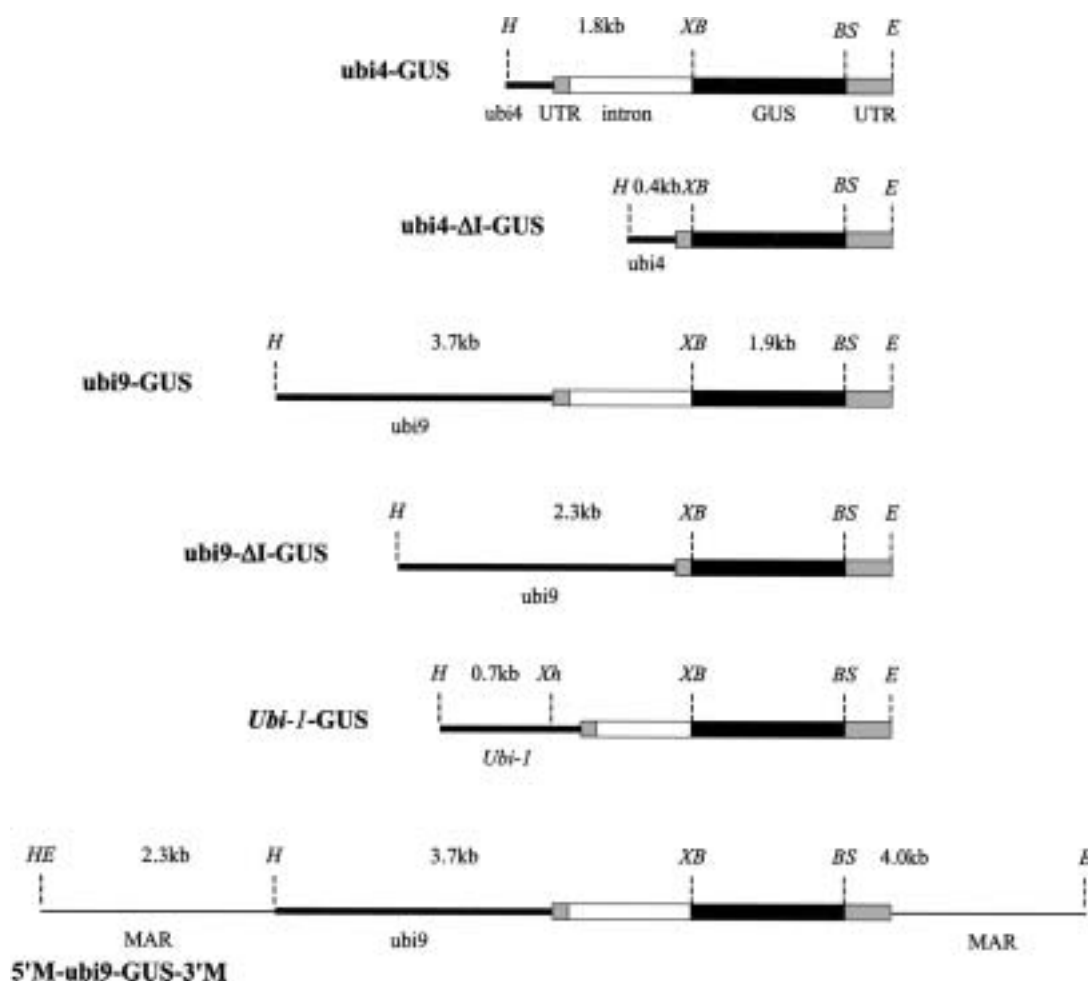 H 1.8kb XB BS E
ubi4-GUS
ubi4 UTR intron GUS UTR
H 0.4kb XB BS E
ubi4-ΔI-GUS
ubi4
H 3.7kb XB 1.9kb BS E
ubi9-GUS
ubi9
H 2.3kb XB BS E
ubi9-ΔI-GUS
ubi9
H 0.7kb Xh XB BS E
Ubi-1-GUS
Ubi-1
HE 2.3kb H 3.7kb XB BS 4.0kb E
MAR ubi9 MAR
5'M-ubi9-GUS-3'M